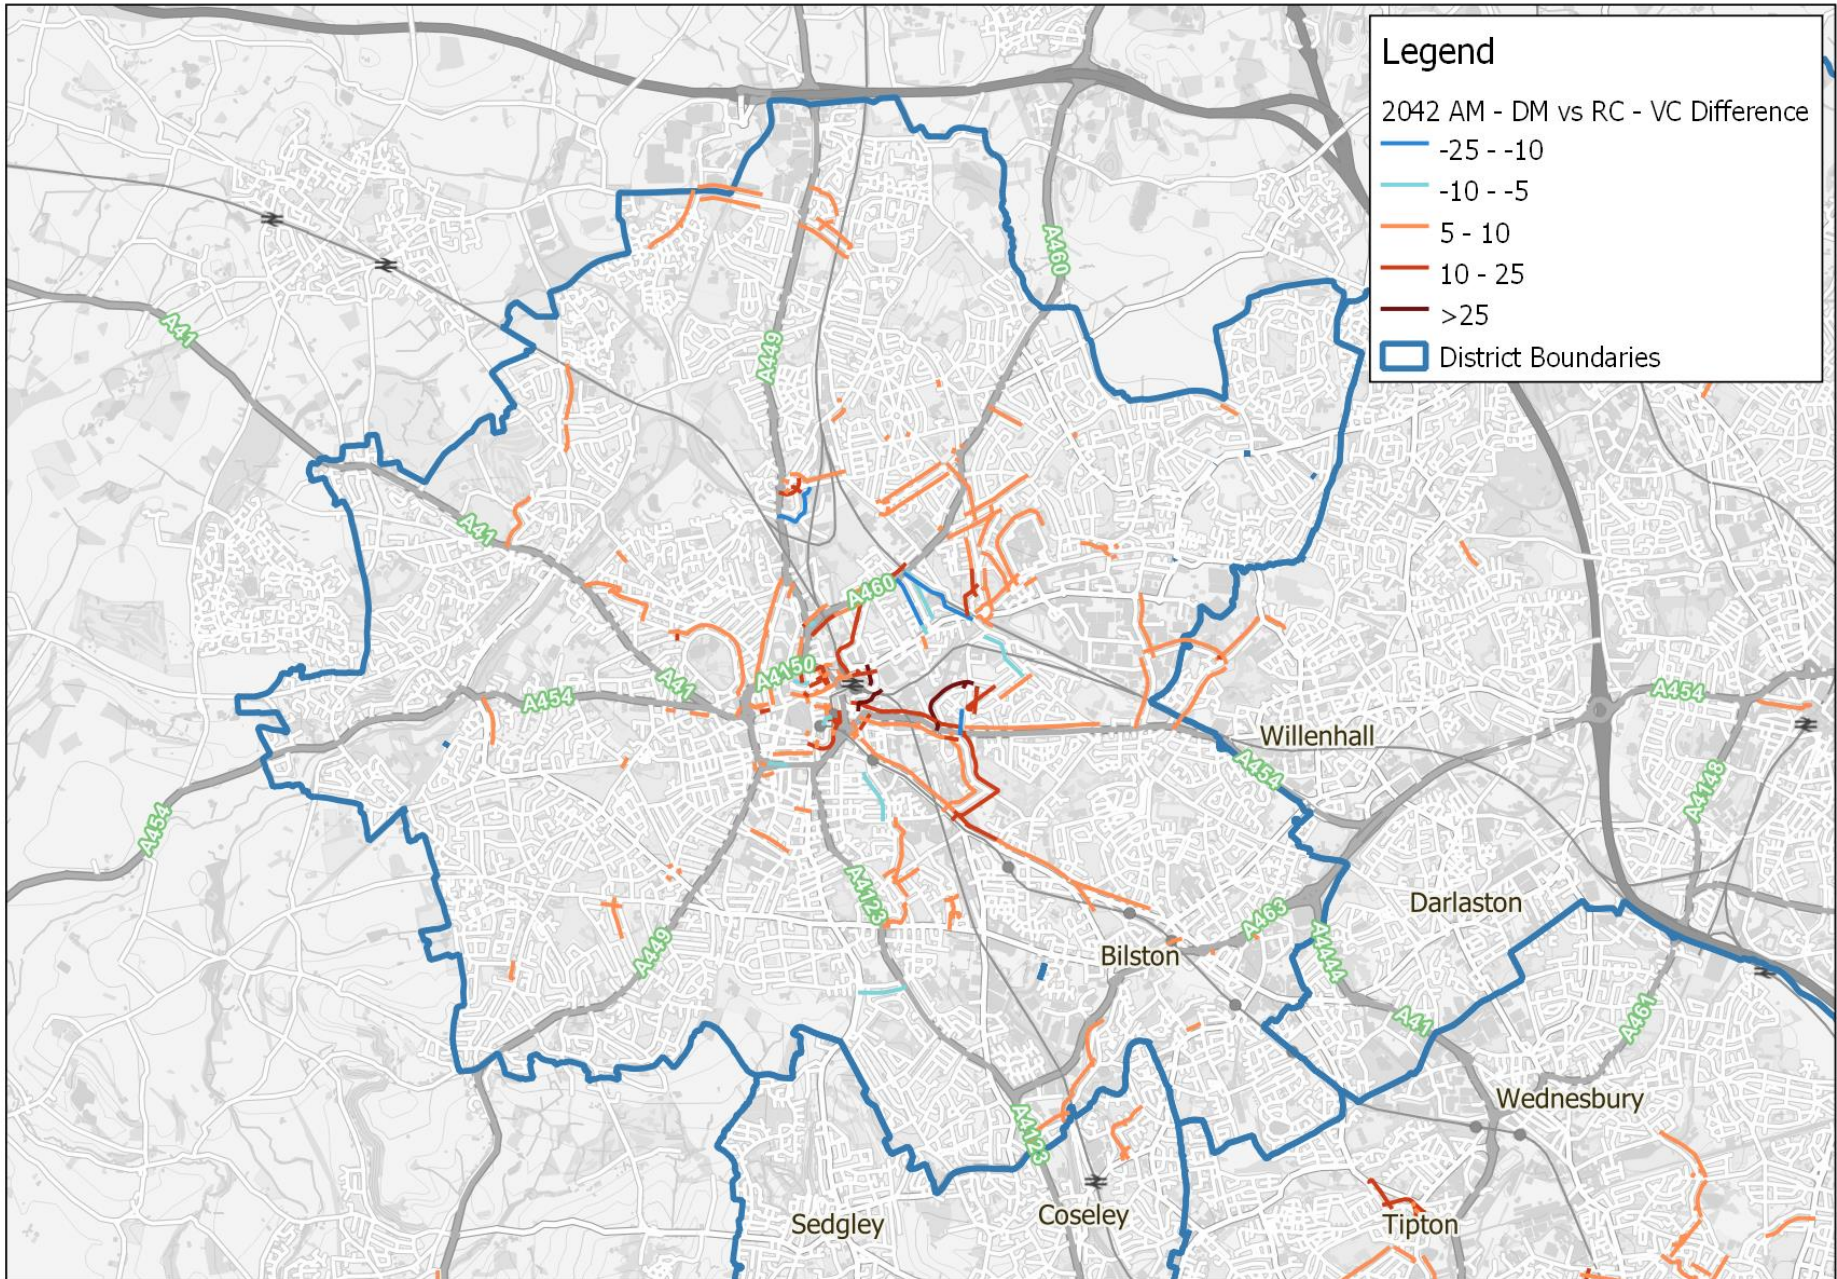 Legend
2042 AM - DM vs RC - VC Difference
-25 - -10
-10 - -5
5 - 10
10 - 25
>25
District Boundaries
A460
A41
A449
A41
A460
A4150
A41
A454
A454
Willenhall
A454
A454
A4148
A4123
A449
Darlaston
A463
A4444
Bilston
A41
A461
Wednesbury
A4123
Sedgley
Coseley
Tipton